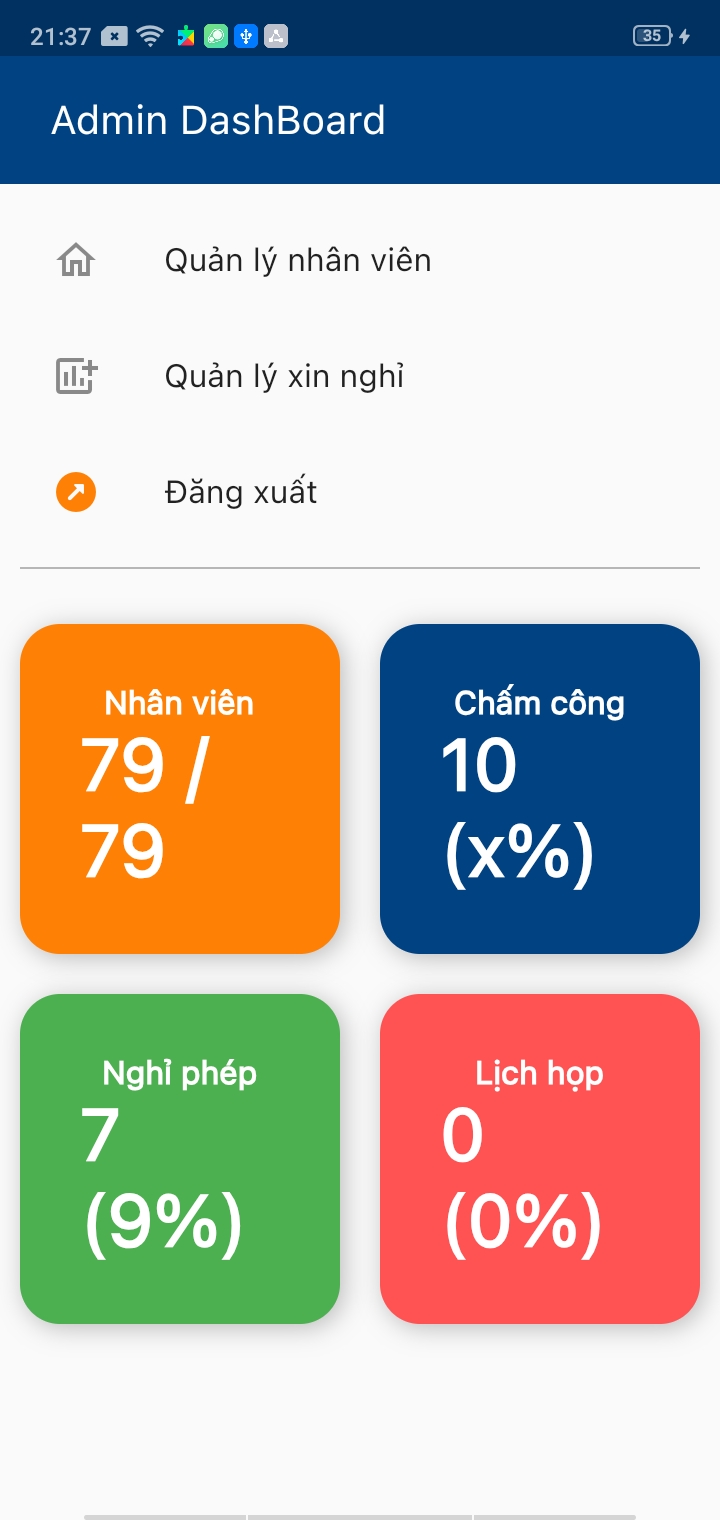 21:37
35
Admin DashBoard
Quản lý nhân viên
Quản lý xin nghỉ
Đăng xuất
Nhân viên
79 /
79
Chấm công
10
(x%)
Nghỉ phép
7
(9%)
Lịch họp
0
(0%)